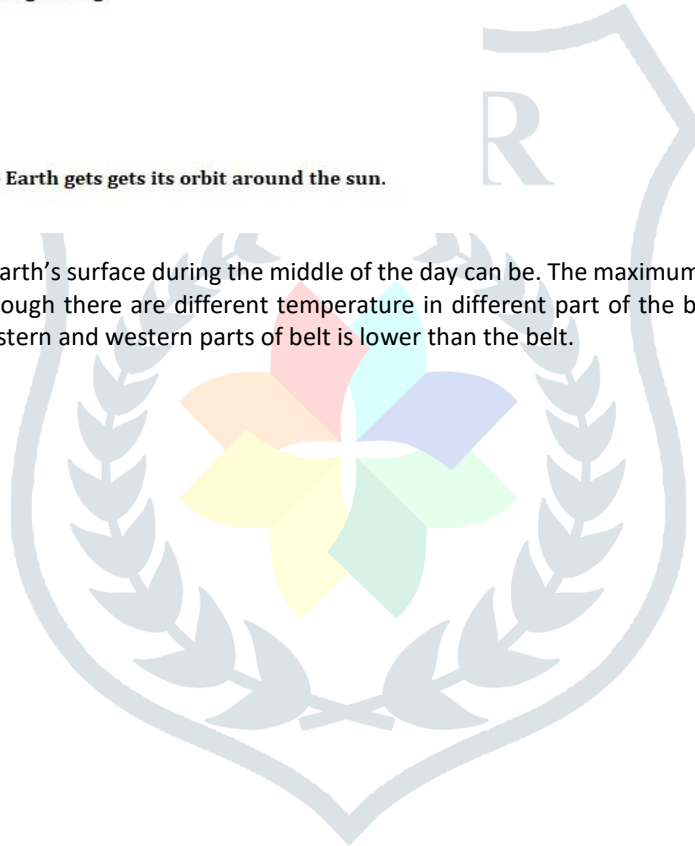 R
Earth gets gets its orbit around the sun.
arth’s surface during the middle of the day can be. The maximum
ough there are different temperature in different part of the b
stern and western parts of belt is lower than the belt.